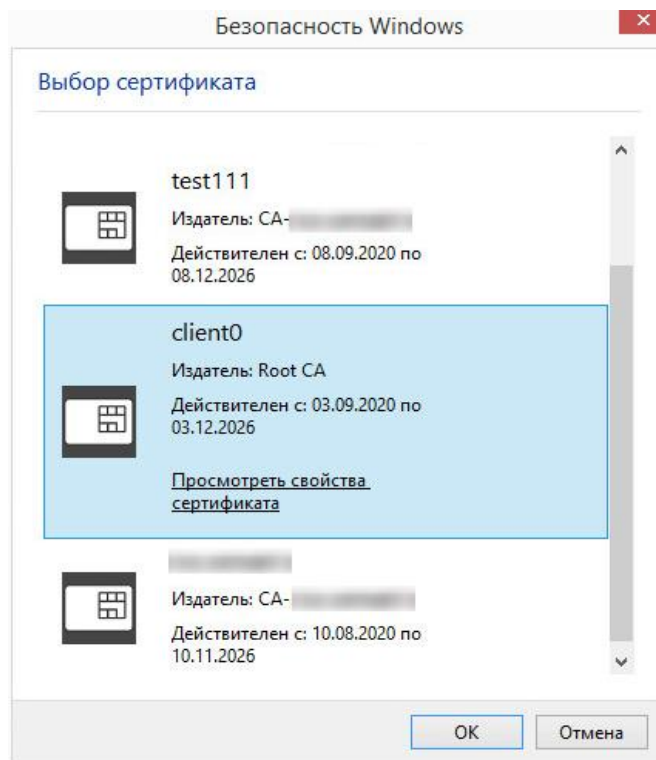 Безопасность Windows
Выбор сертификата
test111
Издатель: CA-
Действителен с: 08.09.2020 по
08.12.2026
client0
Издатель: Root CA
Действителен с: 03.09.2020 по
03.12.2026
Просмотреть свойства
сертификата
Издатель: CA-
Действителен с: 10.08.2020 по
10.11.2026
OK
Отмена